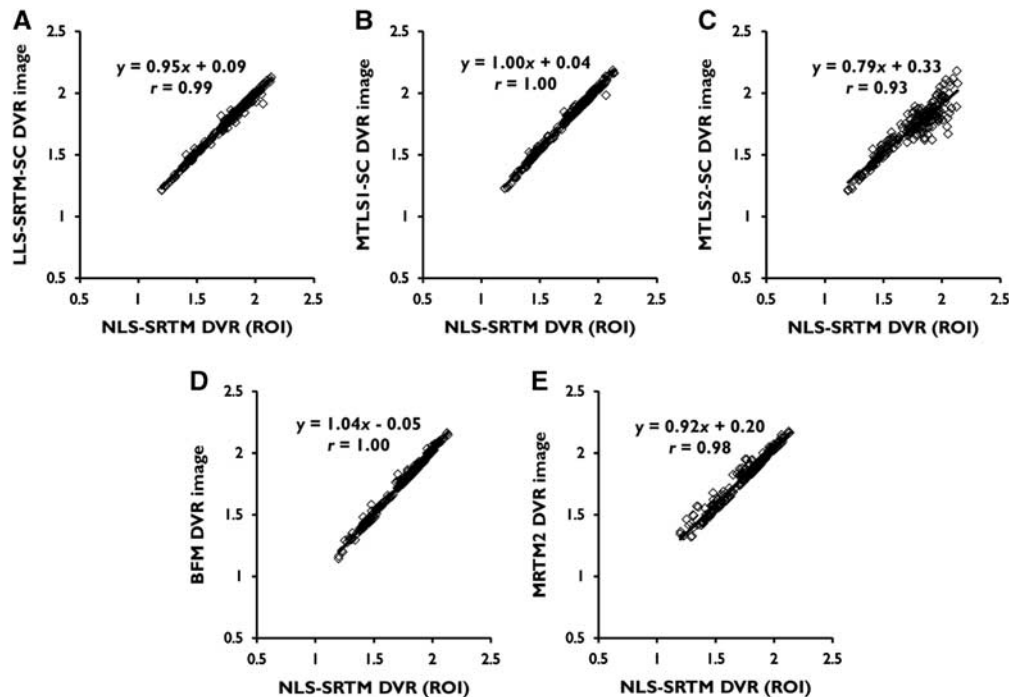 A
2.5
y = 0.95x + 0.09
r = 0.99
2
1.5
1
0.5
LLS-SRTM-SC DVR image
0.5 1 1.5 2 2.5
NLS-SRTM DVR (ROI)
B
2.5
y = 1.00x + 0.04
r = 1.00
2
1.5
1
0.5
MTLS1-SC DVR image
0.5 1 1.5 2 2.5
NLS-SRTM DVR (ROI)
C
2.5
y = 0.79x + 0.33
r = 0.93
2
1.5
1
0.5
MTLS2-SC DVR image
0.5 1 1.5 2 2.5
NLS-SRTM DVR (ROI)
D
2.5
y = 1.04x - 0.05
r = 1.00
2
1.5
1
0.5
BFM DVR image
0.5 1 1.5 2 2.5
NLS-SRTM DVR (ROI)
E
2.5
y = 0.92x + 0.20
r = 0.98
2
1.5
1
0.5
MRTM2 DVR image
0.5 1 1.5 2 2.5
NLS-SRTM DVR (ROI)